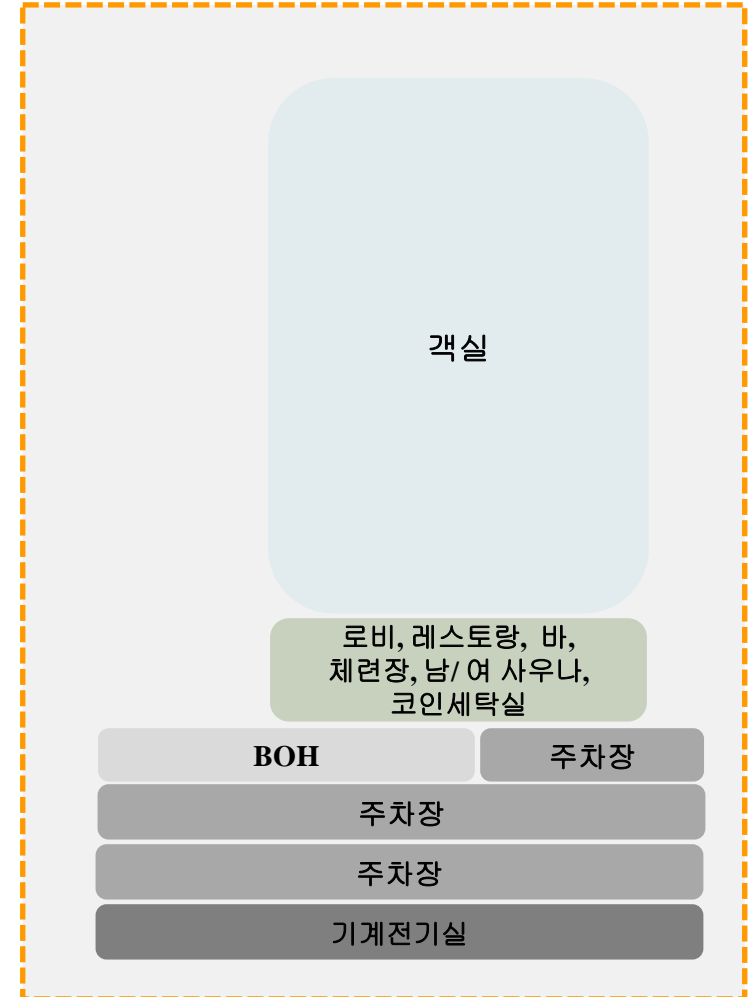 객실
로비, 레스토랑, 바,
체련장, 남/ 여 사우나,
코인세탁실
BOH
주차장
주차장
주차장
기계전기실